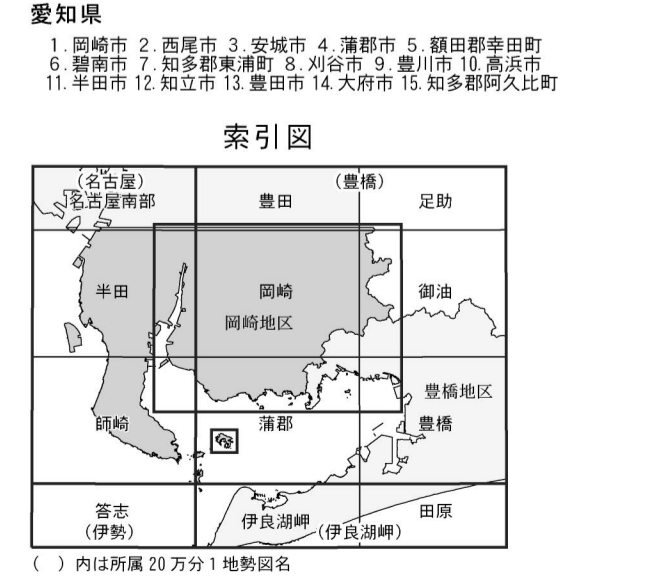 愛知県
1.岡崎市 2.西尾市 3.安城市 4.蒲郡市 5.額田郡幸田町
6.碧南市 7.知多郡東浦町 8.刈谷市 9.豊川市 10.高浜市
11.半田市 12.知立市 13.豊田市 14.大府市 15.知多郡阿久比町
索引図
(名古屋)
(豊橋)
名古屋南部
豊田
足助
半田
岡崎
御油
岡崎地区
豊橋地区
師崎
蒲郡
豊橋
答志
(伊勢)
伊良湖岬
(伊良湖岬)
田原
( )内は所属20万分1地勢図名